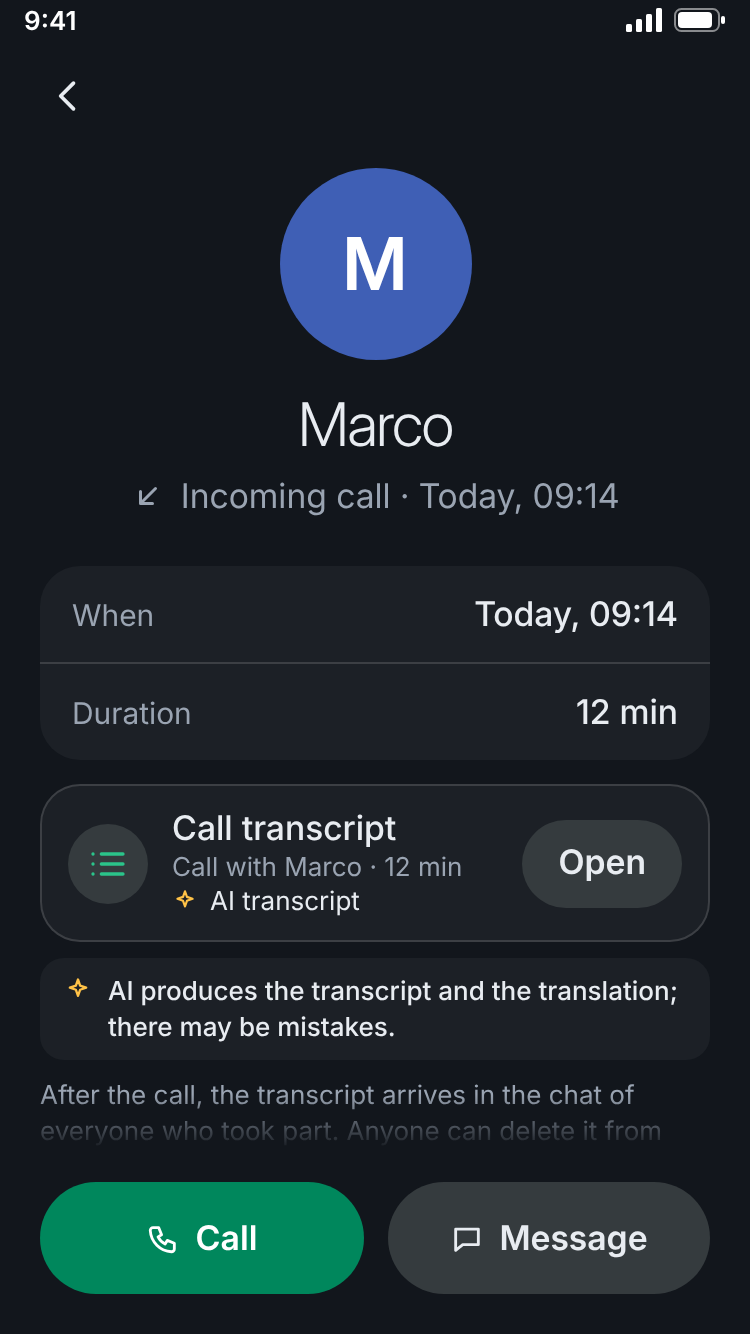 9:41
M
Marco
Incoming call · Today, 09:14
When
Today, 09:14
Duration
12 min
Call transcript
Call with Marco · 12 min
AI transcript
Open
AI produces the transcript and the translation;
there may be mistakes.
After the call, the transcript arrives in the chat of
everyone who took part. Anyone can delete it from
Call
Message